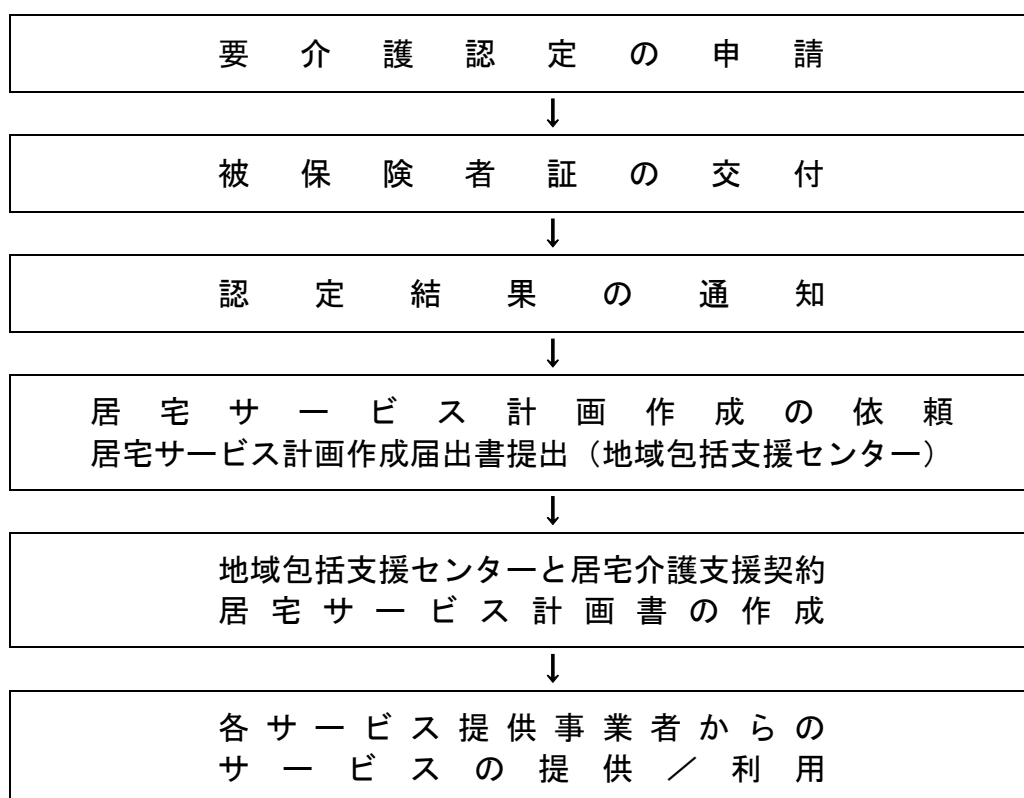 要介護認定の申請
↓
被保険者証の交付
↓
認定結果の通知
↓
居宅サービス計画作成の依頼
居宅サービス計画作成届出書提出（地域包括支援センター）
↓
地域包括支援センターと居宅介護支援契約
居宅サービス計画書の作成
↓
各サービス提供事業者からの
サービスの提供／利用